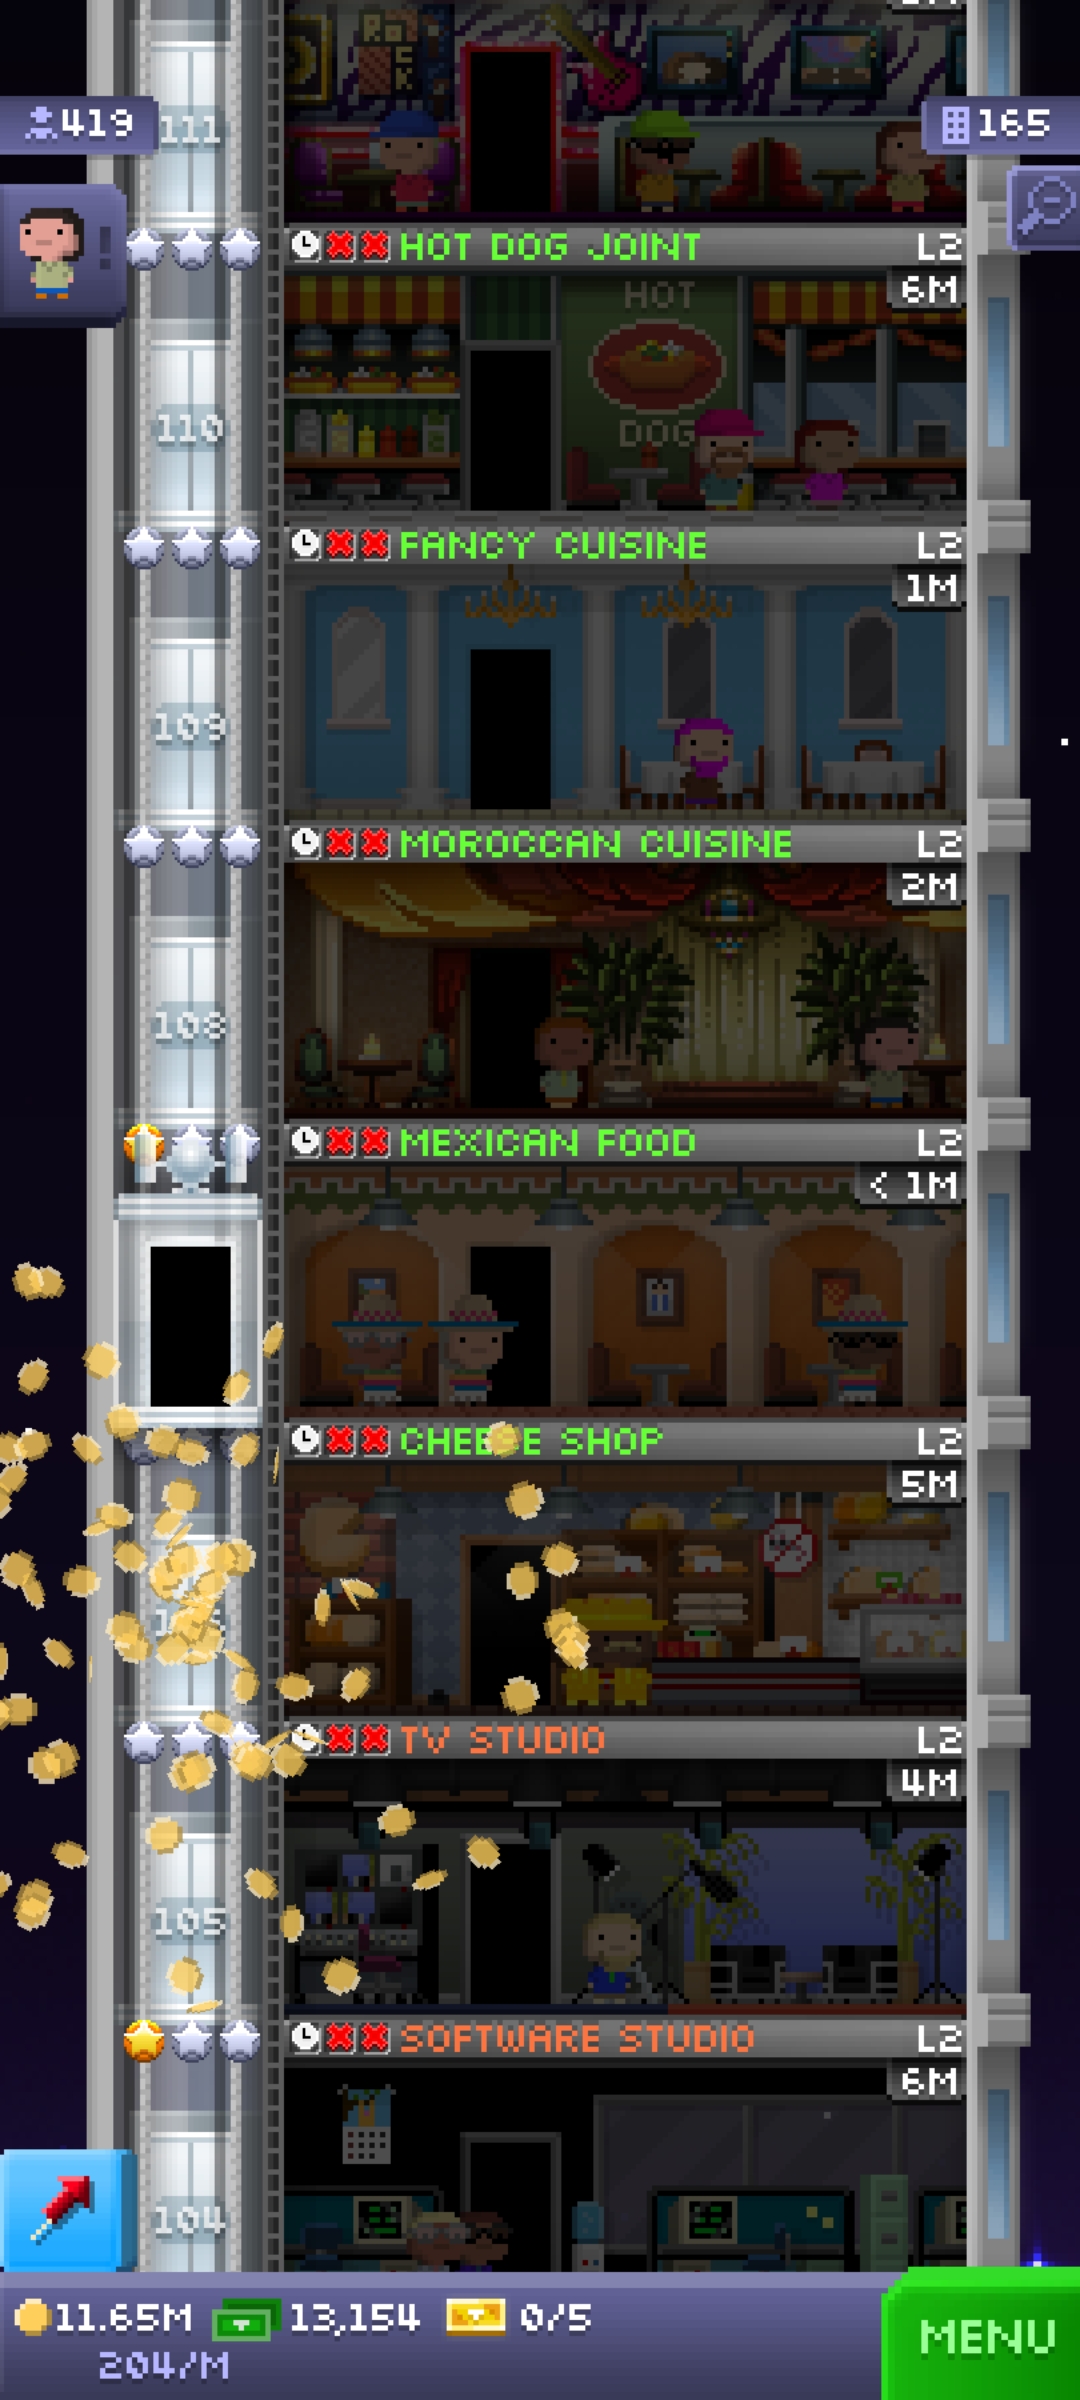 419
111
165
HOT DOG JOINT L2
6M
HOT
DOG
110
FANCY CUISINE L2
1M
109
MOROCCAN CUISINE L2
2M
108
MEXICAN FOOD L2
< 1M
CHEESE SHOP L2
5M
TV STUDIO L2
4M
105
SOFTWARE STUDIO L2
6M
104
11.65M 13,154 0/5
204/M
MENU